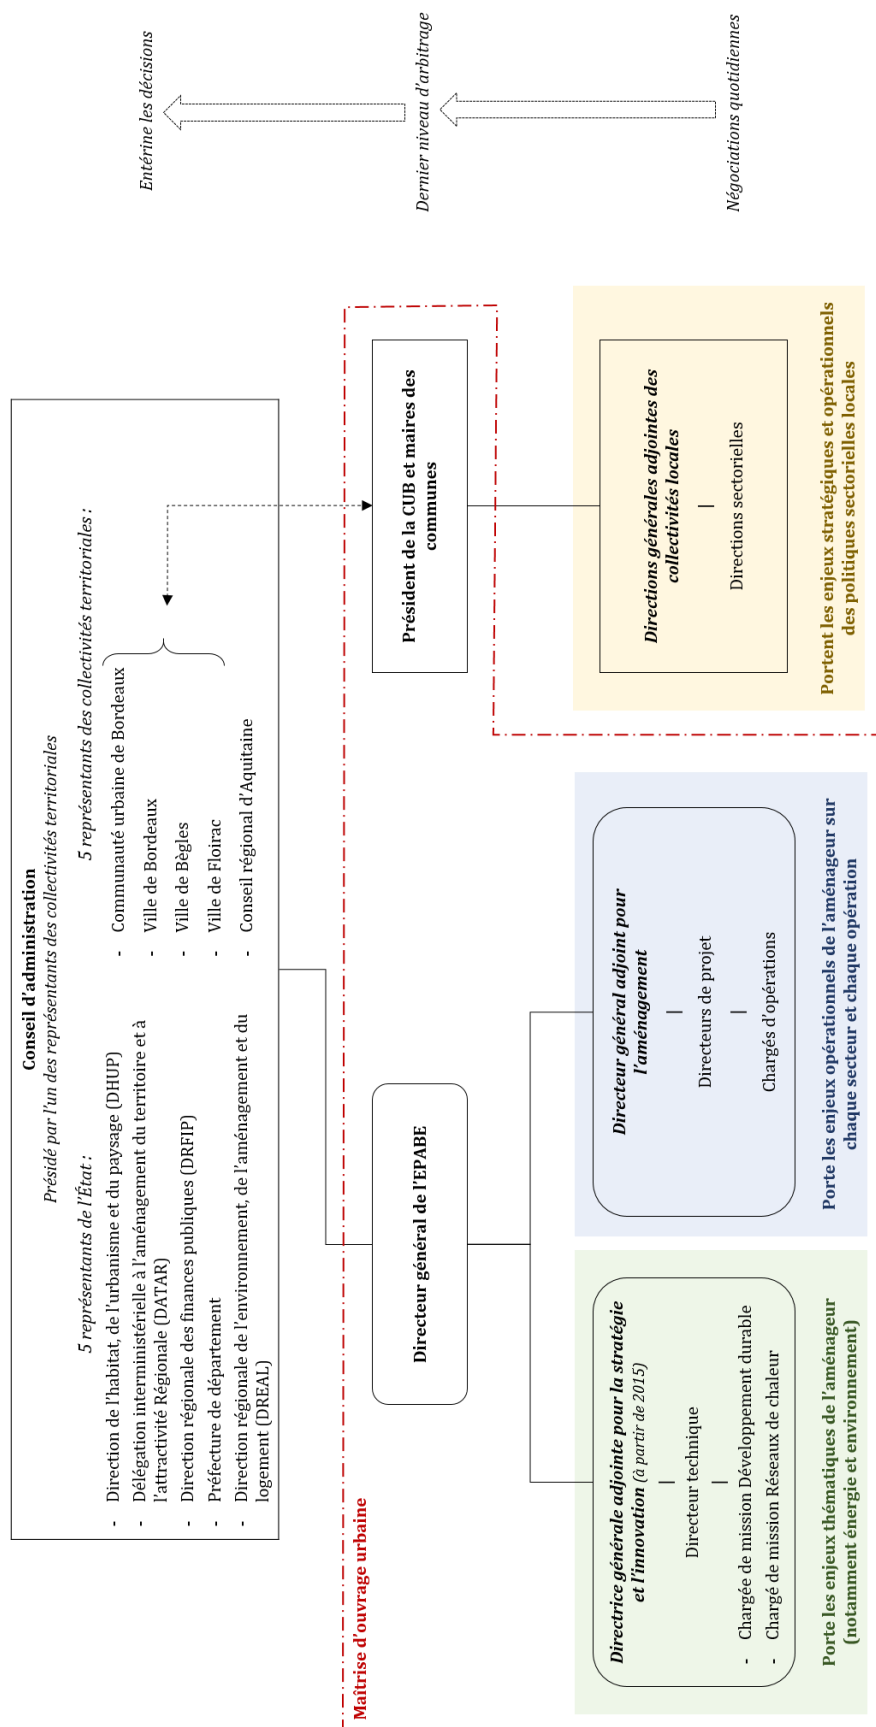 Conseil d'administration
Présidé par l'un des représentants des collectivités territoriales
5 représentants de l'État :
- Direction de l'habitat, de l'urbanisme et du paysage (DHUP)
- Délégation interministérielle à l'aménagement du territoire et à
l'attractivité Régionale (DATAR)
- Direction régionale des finances publiques (DRFIP)
- Préfecture de département
- Direction régionale de l'environnement, de l'aménagement et du
logement (DREAL)
5 représentants des collectivités territoriales :
- Communauté urbaine de Bordeaux
- Ville de Bordeaux
- Ville de Bègles
- Ville de Floirac
- Conseil régional d'Aquitaine
Entérine les décisions
Maîtrise d'ouvrage urbaine
Directeur général de l'EPABE
Président de la CUB et maires des
communes
Dernier niveau d'arbitrage
Directrice générale adjointe pour la stratégie
et l'innovation (à partir de 2015)
Directeur technique
- Chargée de mission Développement durable
- Chargé de mission Réseaux de chaleur
Porte les enjeux thématiques de l'aménageur
(notamment énergie et environnement)
Directeur général adjoint pour
l'aménagement
Directeurs de projet
Chargés d'opérations
Porte les enjeux opérationnels de l'aménageur sur
chaque secteur et chaque opération
Directions générales adjointes des
collectivités locales
Directions sectorielles
Portent les enjeux stratégiques et opérationnels
des politiques sectorielles locales
Négociations quotidiennes